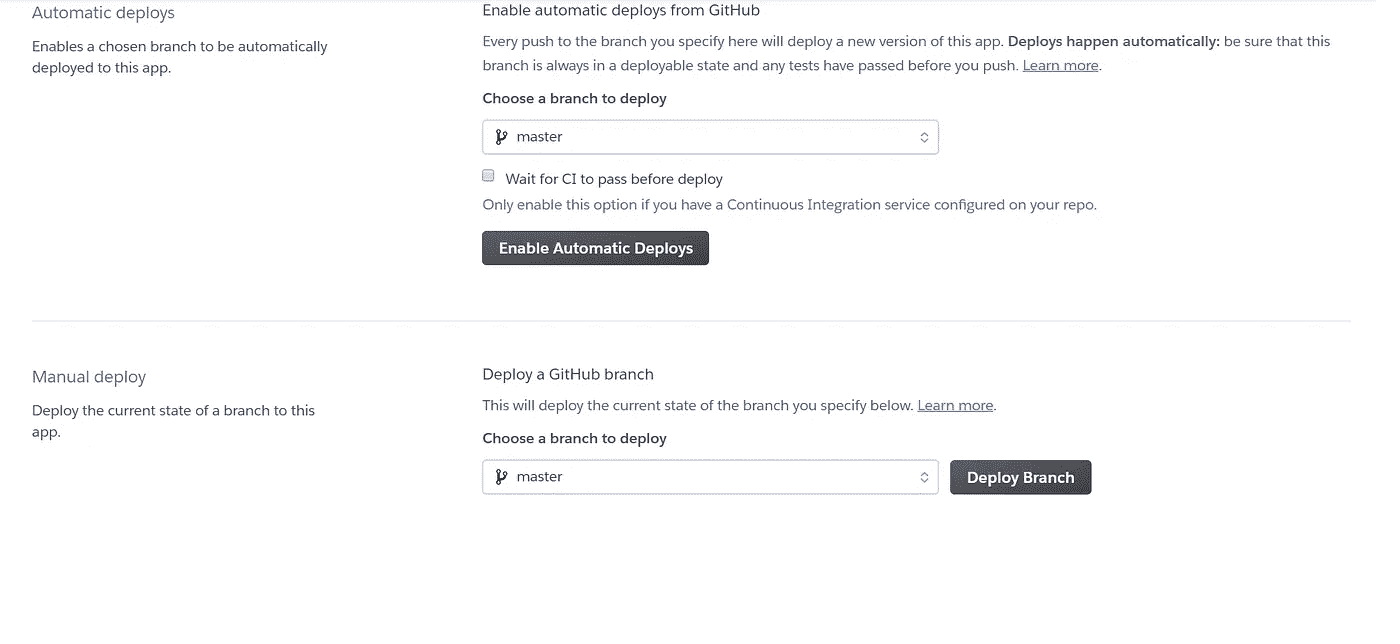 Automatic deploys
Enables a chosen branch to be automatically
deployed to this app.
Enable automatic deploys from GitHub
Every push to the branch you specify here will deploy a new version of this app. Deploys happen automatically: be sure that this
branch is always in a deployable state and any tests have passed before you push. Learn more.
Choose a branch to deploy
master
Wait for CI to pass before deploy
Only enable this option if you have a Continuous Integration service configured on your repo.
Enable Automatic Deploys
Manual deploy
Deploy the current state of a branch to this
app.
Deploy a GitHub branch
This will deploy the current state of the branch you specify below. Learn more.
Choose a branch to deploy
master
Deploy Branch